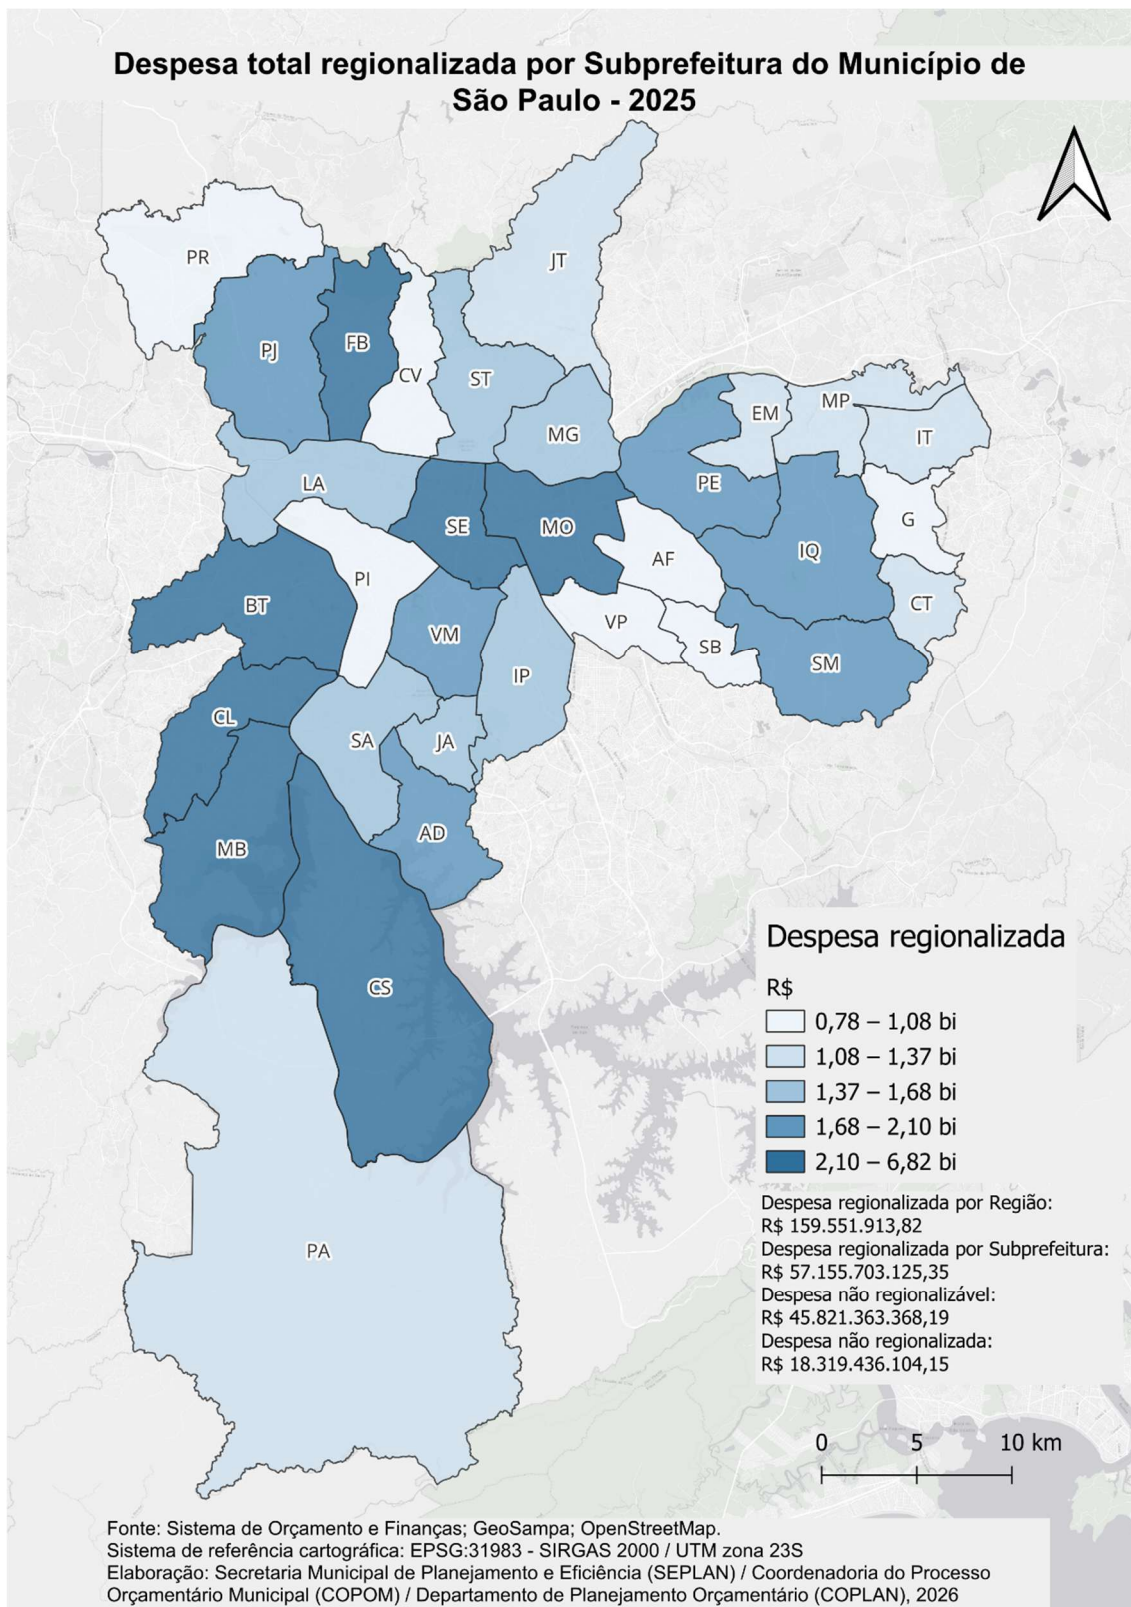 Despesa total regionalizada por Subprefeitura do Município de
São Paulo - 2025
PR
JT
PJ
FB
CV
ST
MG
EM
MP
IT
LA
SE
MO
PE
G
AF
IQ
PI
BT
VM
VP
SB
CT
IP
SM
CL
SA
JA
AD
MB
CS
PA
Despesa regionalizada
R$
0,78 – 1,08 bi
1,08 – 1,37 bi
1,37 – 1,68 bi
1,68 – 2,10 bi
2,10 – 6,82 bi
Despesa regionalizada por Região:
R$ 159.551.913,82
Despesa regionalizada por Subprefeitura:
R$ 57.155.703.125,35
Despesa não regionalizável:
R$ 45.821.363.368,19
Despesa não regionalizada:
R$ 18.319.436.104,15
0 5 10 km
Fonte: Sistema de Orçamento e Finanças; GeoSampa; OpenStreetMap.
Sistema de referência cartográfica: EPSG:31983 - SIRGAS 2000 / UTM zona 23S
Elaboração: Secretaria Municipal de Planejamento e Eficiência (SEPLAN) / Coordenadoria do Processo
Orçamentário Municipal (COPOM) / Departamento de Planejamento Orçamentário (COPLAN), 2026